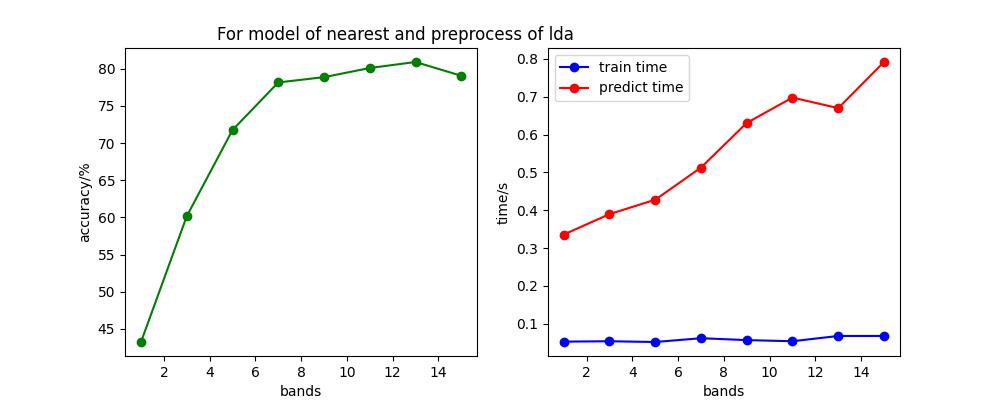 For model of nearest and preprocess of lda
80
75
70
65
60
55
50
45
accuracy/%
2 4 6 8 10 12 14
bands
train time
predict time
0.8
0.7
0.6
0.5
0.4
0.3
0.2
0.1
time/s
2 4 6 8 10 12 14
bands